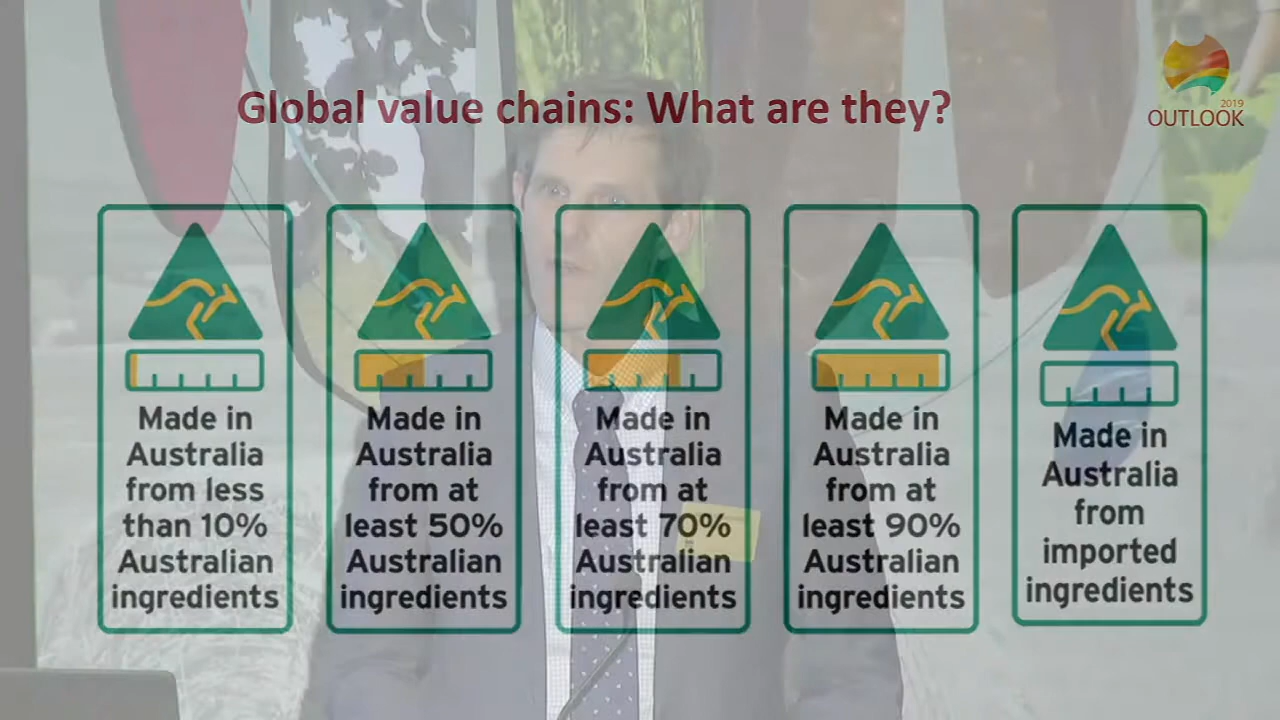 Global value chains: What are they?
2019
OUTLOOK
Made in
Australia
from less
than 10%
Australian
ingredients
Made in
Australia
from at
least 50%
Australian
ingredients
Made in
Australia
from at
least 70%
Australian
ingredients
Made in
Australia
from at
least 90%
Australian
ingredients
Made in
Australia
from
imported
ingredients